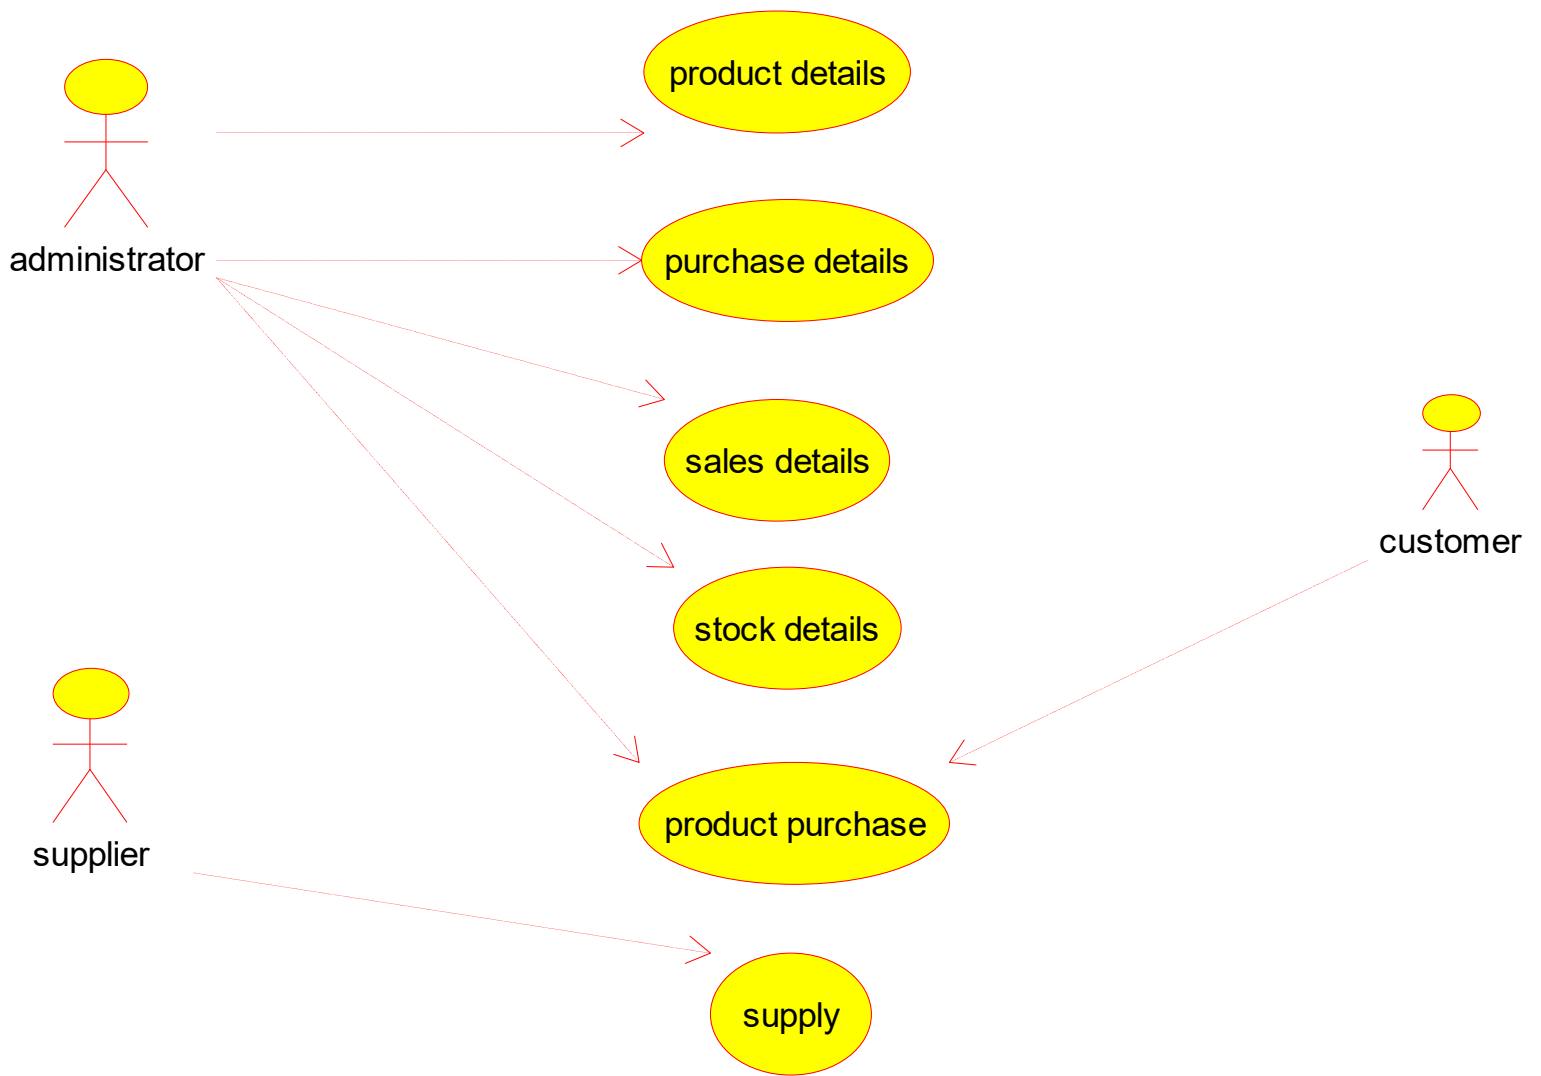 product details
administrator
purchase details
sales details
customer
stock details
product purchase
supplier
supply